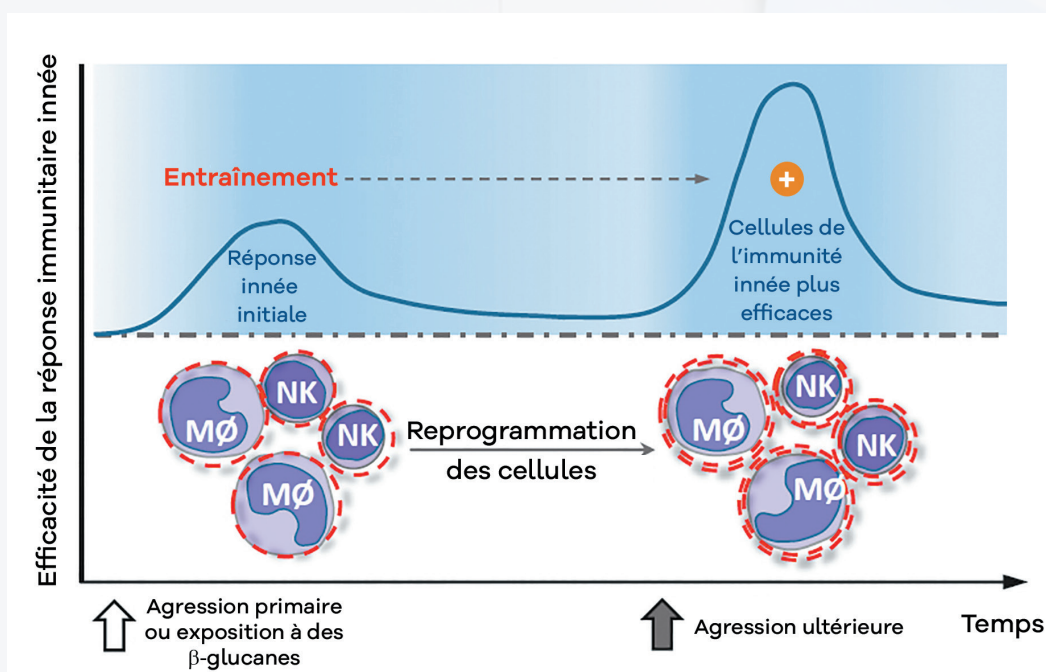 Efficacité de la réponse immunitaire innée
Entraînement
+
Réponse
innée
initiale
Cellules de
l'immunité
innée plus
efficaces
MØ
NK
NK
MØ
Reprogrammation
des cellules
MØ
NK
NK
MØ
Agression primaire
ou exposition à des
β-glucanes
Agression ultérieure
Temps